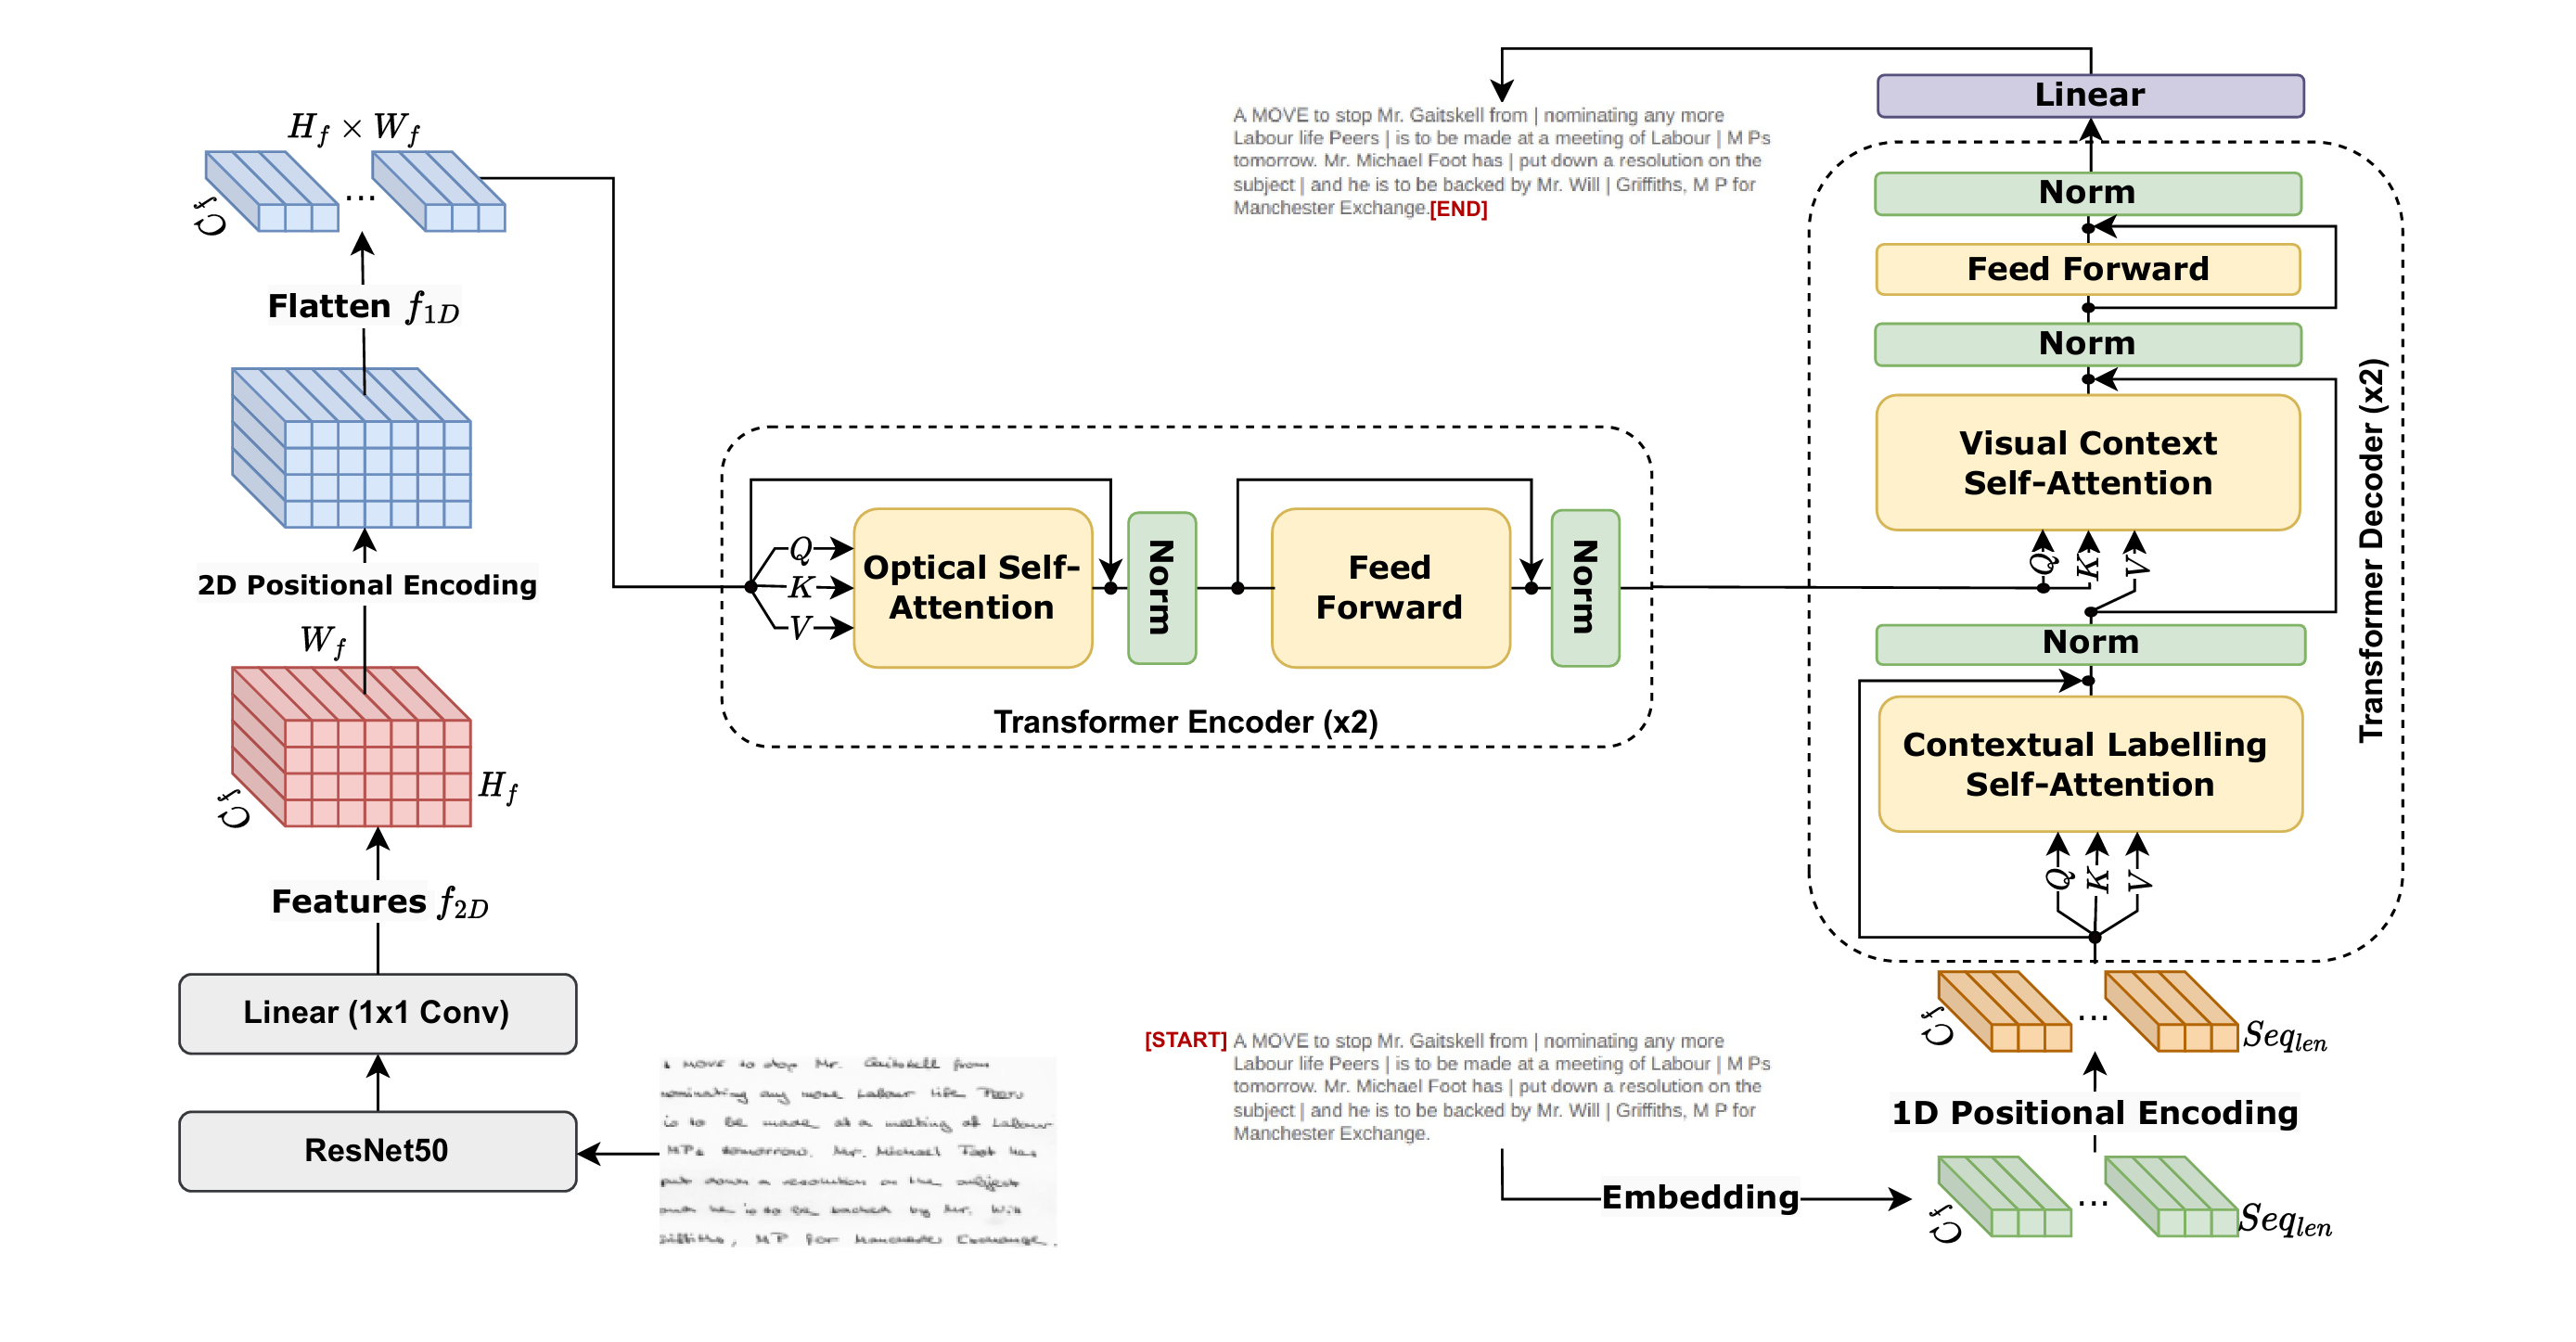 H_f × W_f
C_f
...
Flatten f_{1D}
2D Positional Encoding
W_f
H_f
C_f
Features f_{2D}
Linear (1x1 Conv)
ResNet50
MOVE to stop Mr. Gaitskell from
nominating any more Labour life Peers
is to be made at a meeting of Labour
MPs tomorrow. Mr. Michael Foot has
put down a resolution on the subject
he is to be backed by Mr. Will
Griffiths, MP for Manchester Exchange.
Q
K
V
Optical Self-
Attention
Norm
Feed
Forward
Norm
Transformer Encoder (x2)
A MOVE to stop Mr. Gaitskell from | nominating any more
Labour life Peers | is to be made at a meeting of Labour | M Ps
tomorrow. Mr. Michael Foot has | put down a resolution on the
subject | and he is to be backed by Mr. Will | Griffiths, M P for
Manchester Exchange.[END]
[START] A MOVE to stop Mr. Gaitskell from | nominating any more
Labour life Peers | is to be made at a meeting of Labour | M Ps
tomorrow. Mr. Michael Foot has | put down a resolution on the
subject | and he is to be backed by Mr. Will | Griffiths, M P for
Manchester Exchange.
Embedding
Linear
Norm
Feed Forward
Norm
Visual Context
Self-Attention
Q K V
Norm
Contextual Labelling
Self-Attention
Q K V
Transformer Decoder (x2)
C_f
...
Seq_{len}
1D Positional Encoding
C_f
...
Seq_{len}